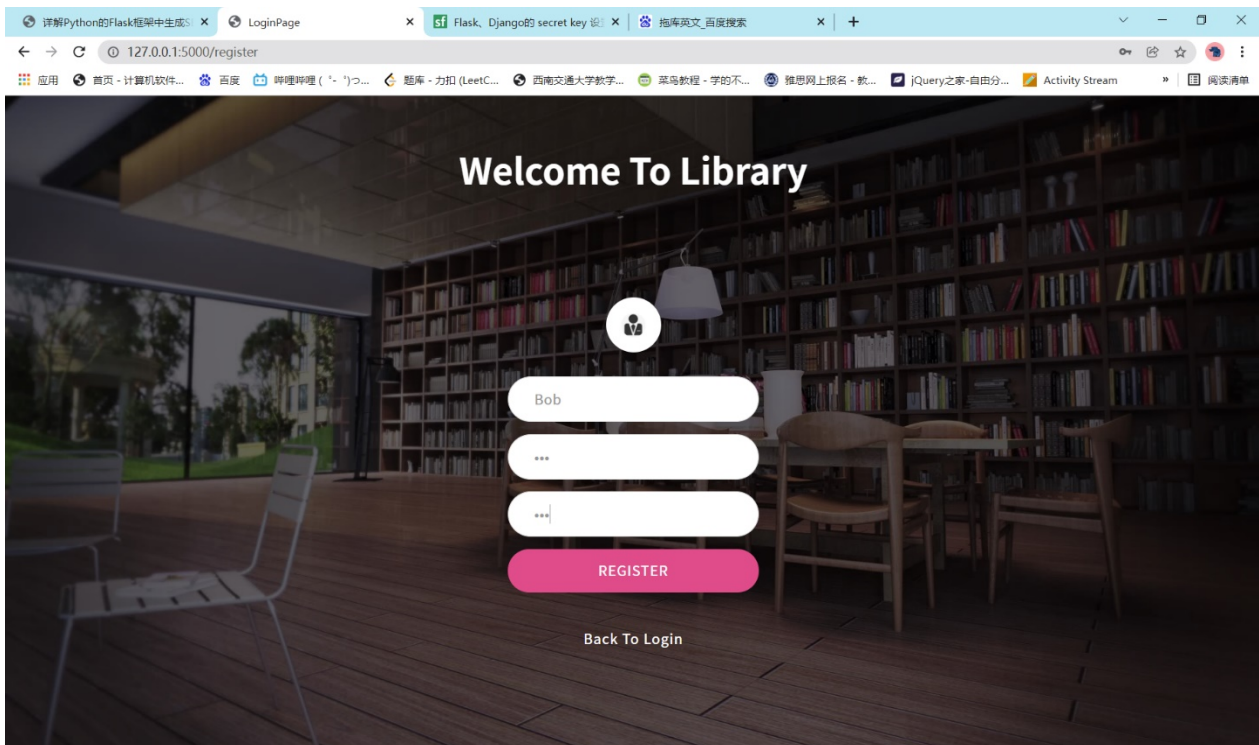 详解Python的Flask框架中生成S
LoginPage
Flask、Django的 secret key 设
拖库英文_百度搜索
127.0.0.1:5000/register
应用
首页 - 计算机软件...
百度
哔哩哔哩 ( ゜- ゜)つ...
题库 - 力扣 (LeetC...
西南交通大学教学...
菜鸟教程 - 学的不...
雅思网上报名 - 教...
jQuery之家-自由分...
Activity Stream
»
阅读清单
Welcome To Library
Bob
•••
•••
REGISTER
Back To Login